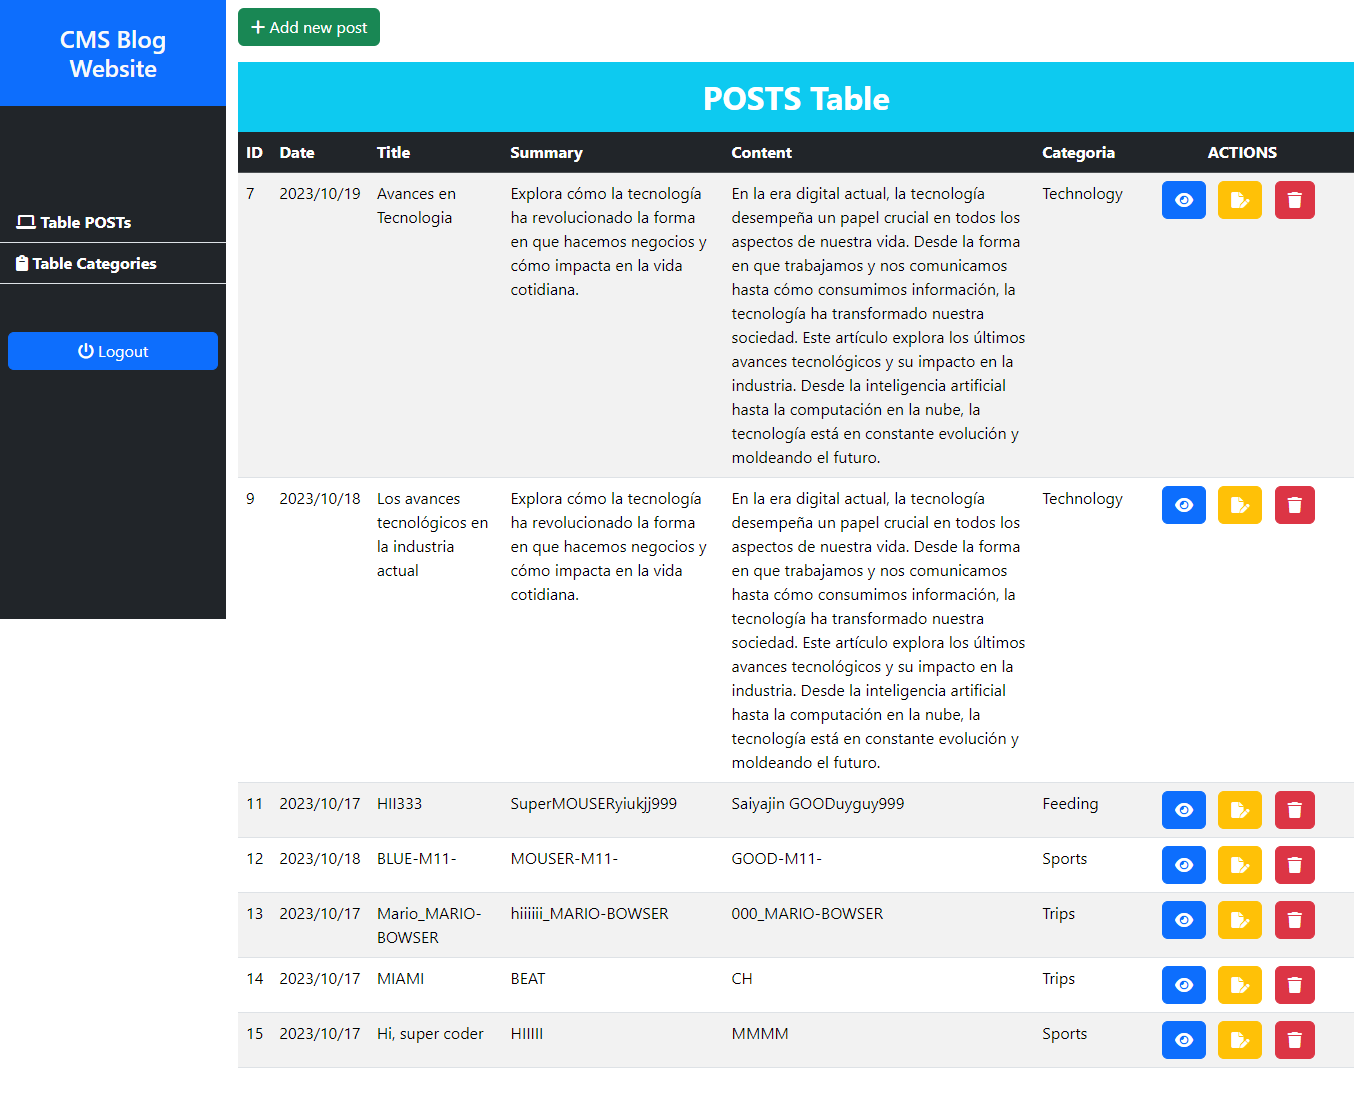 CMS Blog
Website
Table POSTs
Table Categories
Logout
Add new post
POSTS Table
ID Date Title Summary Content Categoria ACTIONS
7 2023/10/19 Avances en Explora cómo la tecnología En la era digital actual, la tecnología Technology
Tecnologia ha revolucionado la forma desempeña un papel crucial en todos los
en que hacemos negocios y aspectos de nuestra vida. Desde la forma
cómo impacta en la vida en que trabajamos y nos comunicamos
cotidiana. hasta cómo consumimos información, la
tecnología ha transformado nuestra
sociedad. Este artículo explora los últimos
avances tecnológicos y su impacto en la
industria. Desde la inteligencia artificial
hasta la computación en la nube, la
tecnología está en constante evolución y
moldeando el futuro.
9 2023/10/18 Los avances Explora cómo la tecnología En la era digital actual, la tecnología Technology
tecnológicos en ha revolucionado la forma desempeña un papel crucial en todos los
la industria en que hacemos negocios y aspectos de nuestra vida. Desde la forma
actual cómo impacta en la vida en que trabajamos y nos comunicamos
cotidiana. hasta cómo consumimos información, la
tecnología ha transformado nuestra
sociedad. Este artículo explora los últimos
avances tecnológicos y su impacto en la
industria. Desde la inteligencia artificial
hasta la computación en la nube, la
tecnología está en constante evolución y
moldeando el futuro.
11 2023/10/17 HII333 SuperMOUSERyiukjj999 Saiyajin GOODuyguy999 Feeding
12 2023/10/18 BLUE-M11- MOUSER-M11- GOOD-M11- Sports
13 2023/10/17 Mario_MARIO- hiiiiii_MARIO-BOWSER 000_MARIO-BOWSER Trips
BOWSER
14 2023/10/17 MIAMI BEAT CH Trips
15 2023/10/17 Hi, super coder HIIIII MMMM Sports